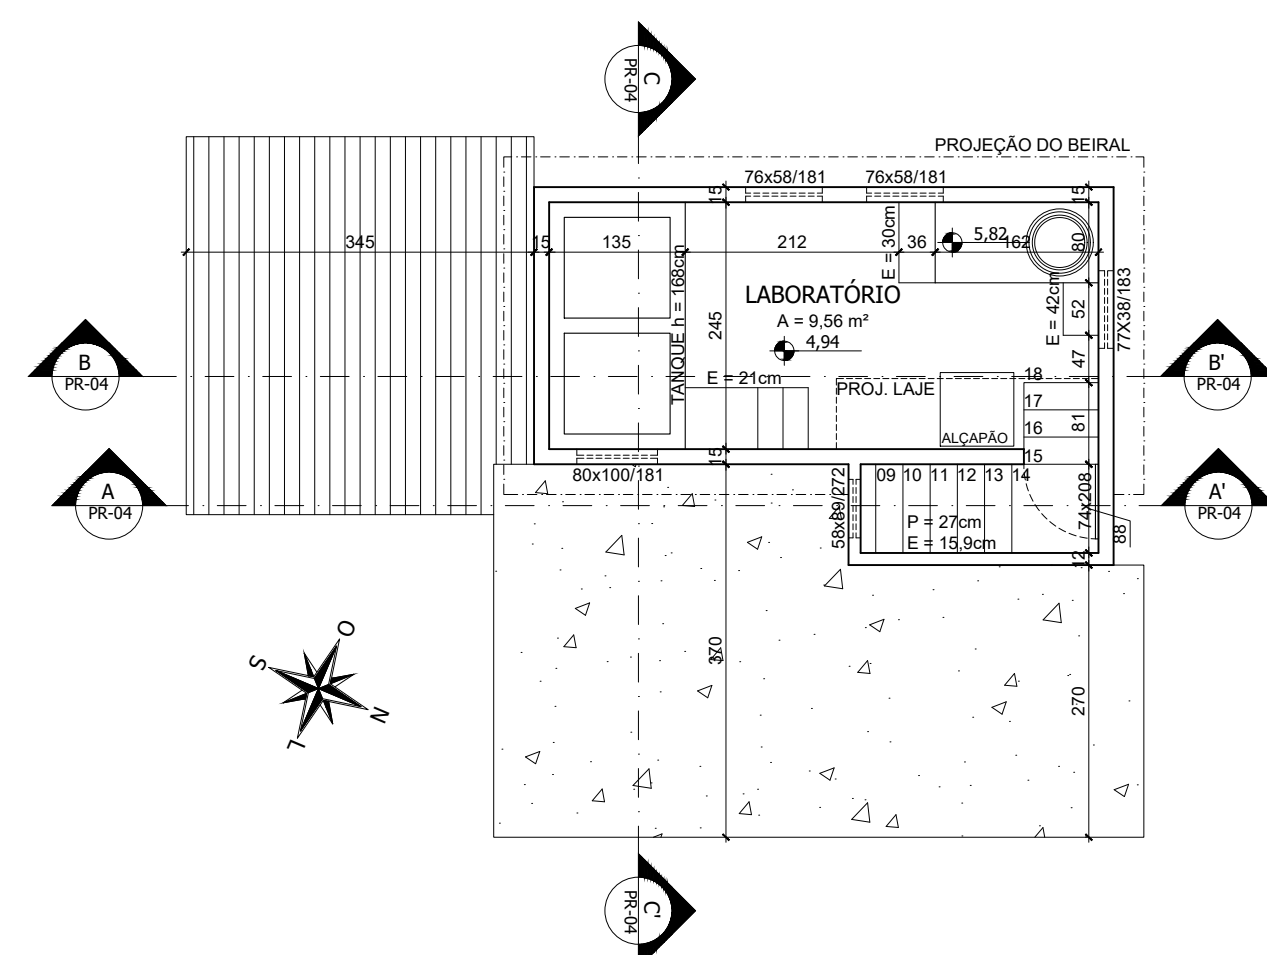 C
PR-04
PROJEÇÃO DO BEIRAL
76x58/181
76x58/181
15
15
345
15
135
212
E = 30cm
36
5,82
162
80
TANQUE h = 168cm
LABORATÓRIO
A = 9,56 m²
4,94
245
E = 42cm
52
77X38/183
47
B
PR-04
B'
PR-04
E = 21cm
PROJ. LAJE
18
17
16
15
81
ALÇAPÃO
15
80x100/181
58x89/272
09
10
11
12
13
14
74x208
A
PR-04
A'
PR-04
P = 27cm
E = 15,9cm
88
12
370
270
O
S
N
L
C'
PR-04